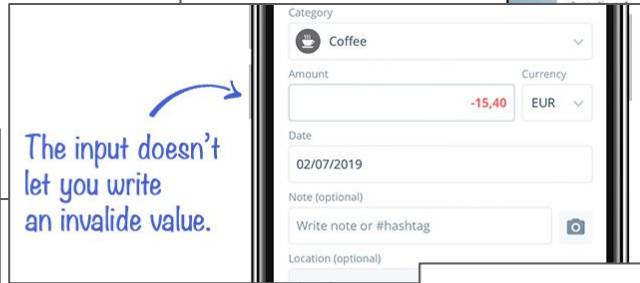 Category
Coffee
Amount
Currency
-15,40
EUR
Date
02/07/2019
The input doesn't
let you write
an invalide value.
Note (optional)
Write note or #hashtag
Location (optional)